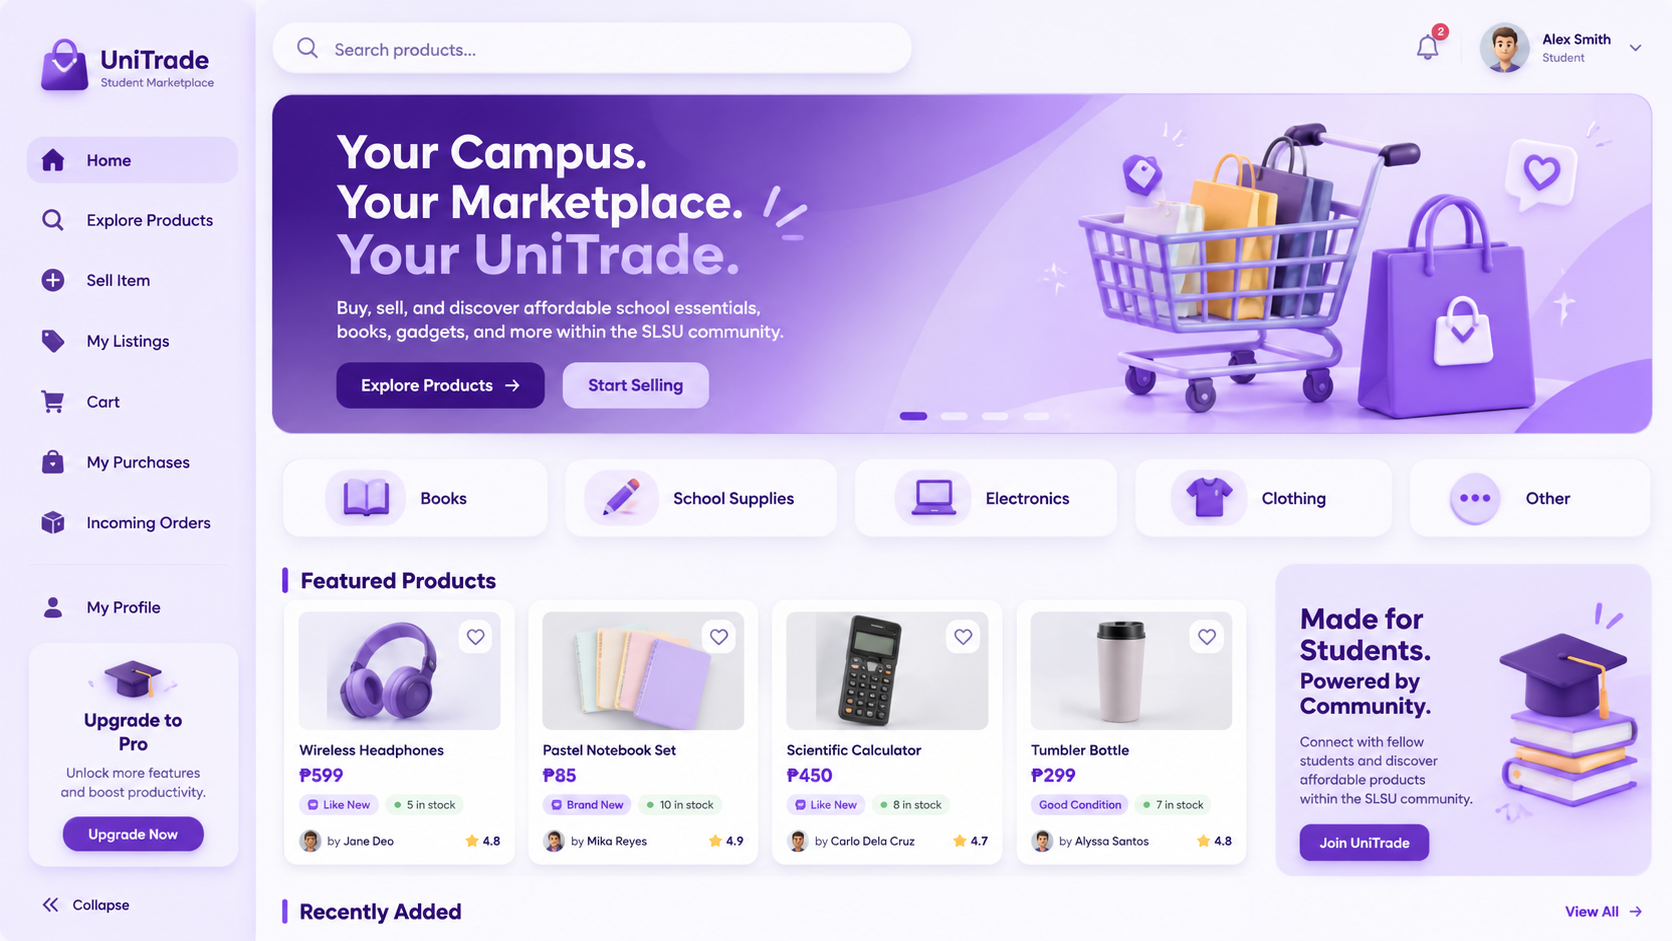 UniTrade
Student Marketplace
Home
Explore Products
Sell Item
My Listings
Cart
My Purchases
Incoming Orders
My Profile
Upgrade to
Pro
Unlock more features
and boost productivity.
Upgrade Now
Collapse
Search products...
2
Alex Smith
Student
Your Campus.
Your Marketplace.
Your UniTrade.
Buy, sell, and discover affordable school essentials,
books, gadgets, and more within the SLSU community.
Explore Products
Start Selling
Books
School Supplies
Electronics
Clothing
Other
Featured Products
Wireless Headphones
₱599
Like New
5 in stock
by Jane Deo
4.8
Pastel Notebook Set
₱85
Brand New
10 in stock
by Mika Reyes
4.9
Scientific Calculator
₱450
Like New
8 in stock
by Carlo Dela Cruz
4.7
Tumbler Bottle
₱299
Good Condition
7 in stock
by Alyssa Santos
4.8
Made for
Students.
Powered by
Community.
Connect with fellow
students and discover
affordable products
within the SLSU community.
Join UniTrade
Recently Added
View All